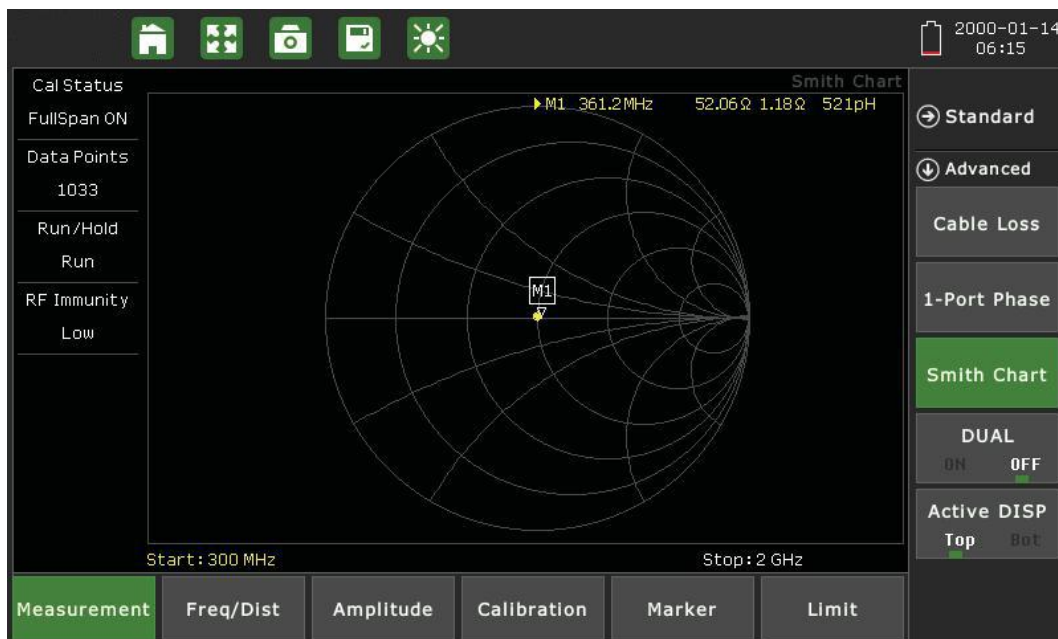 2000-01-14
06:15
Cal Status
FullSpan ON
Data Points
1033
Run/Hold
Run
RF Immunity
Low
Smith Chart
M1 361.2MHz 52.06Ω 1.18Ω 521pH
M1
Start: 300 MHz
Stop: 2 GHz
Standard
Advanced
Cable Loss
1-Port Phase
Smith Chart
DUAL
ON OFF
Active DISP
Top Bot
Measurement
Freq/Dist
Amplitude
Calibration
Marker
Limit